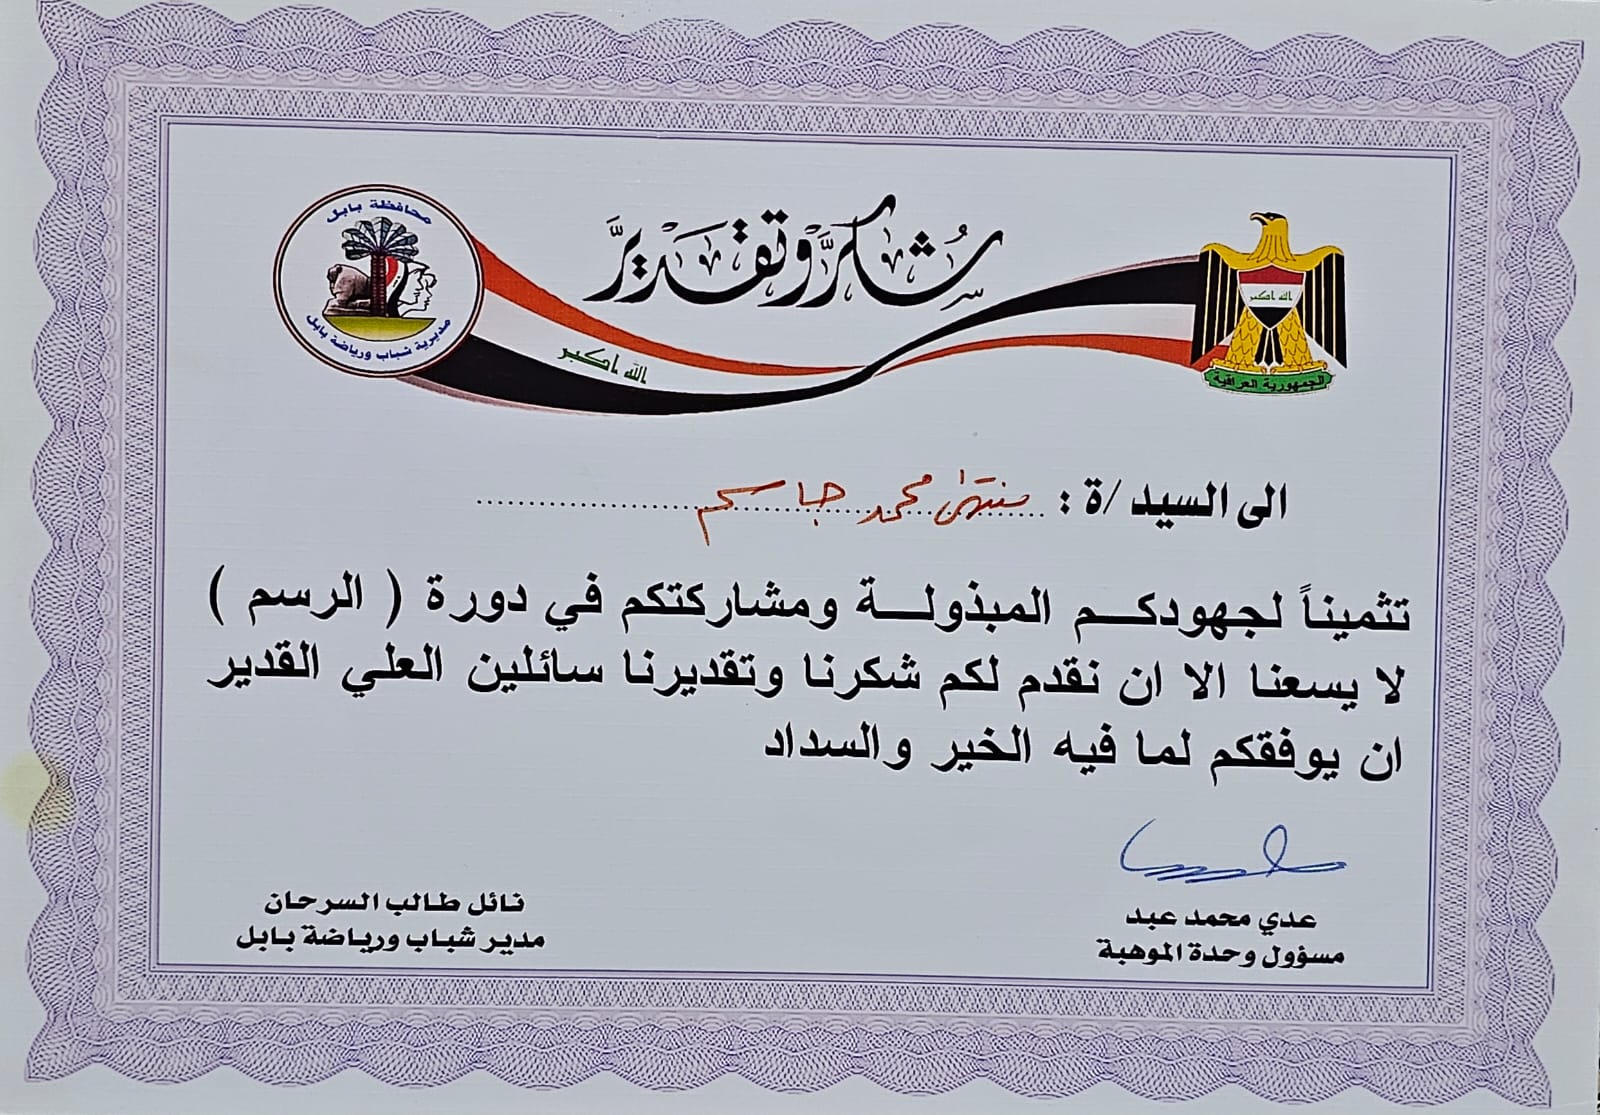 محافظة بابل
مديرية شباب ورياضة بابل
شكر وتقدير
الله اكبر
الله اكبر
الجمهورية العراقية
الى السيد /ة : منتهى محمد جاسم
تثميناً لجهودكم المبذولة ومشاركتكم في دورة ( الرسم )
لا يسعنا الا ان نقدم لكم شكرنا وتقديرنا سائلين العلي القدير
ان يوفقكم لما فيه الخير والسداد
عدي محمد عبد
مسؤول وحدة الموهبة
نائل طالب السرحان
مدير شباب ورياضة بابل